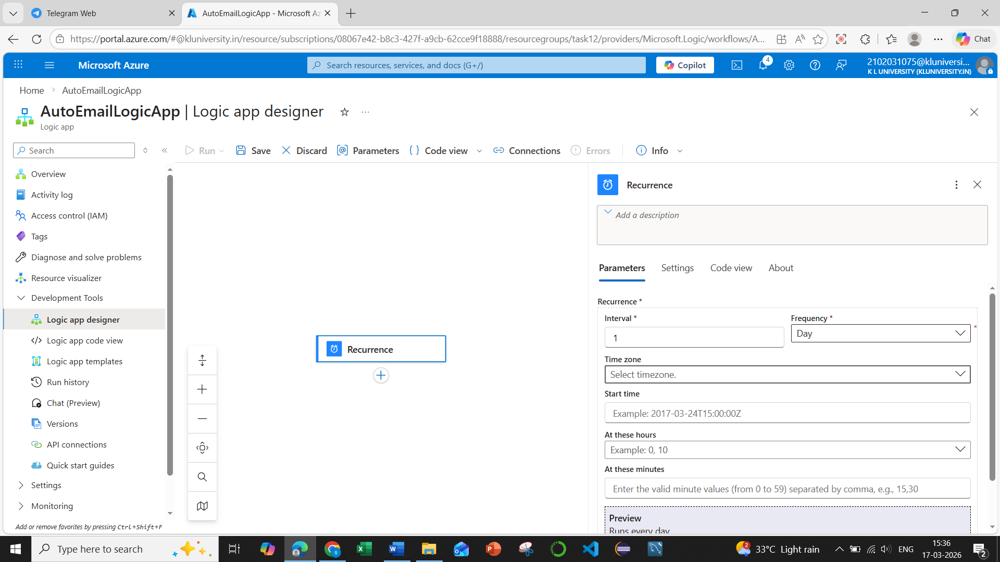 Telegram Web
AutoEmailLogicApp - Microsoft Az
https://portal.azure.com/#@kluniversity.in/resource/subscriptions/08067e42-b8c3-427f-a9cb-62cce9f18888/resourcegroups/task12/providers/Microsoft.Logic/workflows/A...
Chat
Microsoft Azure
Search resources, services, and docs (G+/)
Copilot
4
2102031075@kluniversi...
K L UNIVERSITY (KLUNIVERSITY.IN)
Home
AutoEmailLogicApp
AutoEmailLogicApp | Logic app designer
Logic app
Search
Run
Save
Discard
Parameters
Code view
Connections
Errors
Info
Overview
Activity log
Access control (IAM)
Tags
Diagnose and solve problems
Resource visualizer
Development Tools
Logic app designer
Logic app code view
Logic app templates
Run history
Chat (Preview)
Versions
API connections
Quick start guides
Settings
Monitoring
Add or remove favorites by pressing Ctrl+Shift+F
Recurrence
Recurrence
Add a description
Parameters
Settings
Code view
About
Recurrence *
Interval *
Frequency *
1
Day
*
Time zone
Select timezone.
Start time
Example: 2017-03-24T15:00:00Z
At these hours
Example: 0, 10
At these minutes
Enter the valid minute values (from 0 to 59) separated by comma, e.g., 15,30
Preview
Runs every day
Type here to search
2
33°C Light rain
ENG
15:36
17-03-2026
2